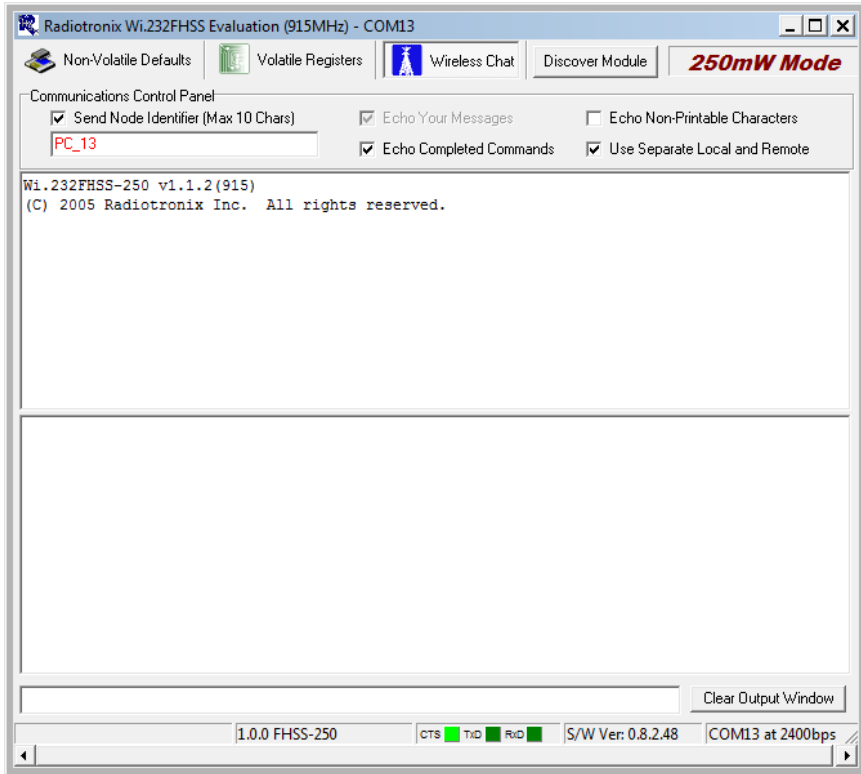 Radiotronix Wi.232FHSS Evaluation (915MHz) - COM13
Non-Volatile Defaults Volatile Registers Wireless Chat Discover Module 250mW Mode
Communications Control Panel
Send Node Identifier (Max 10 Chars) Echo Your Messages Echo Non-Printable Characters
PC_13 Echo Completed Commands Use Separate Local and Remote
Wi.232FHSS-250 v1.1.2(915)
(C) 2005 Radiotronix Inc.  All rights reserved.
Clear Output Window
1.0.0 FHSS-250 CTS TxD RxD S/W Ver: 0.8.2.48 COM13 at 2400bps